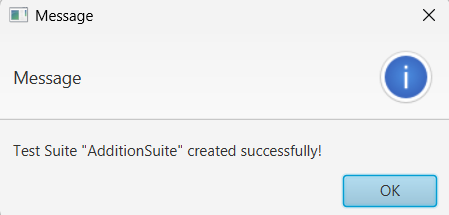 Message
Message
Test Suite "AdditionSuite" created successfully!
OK